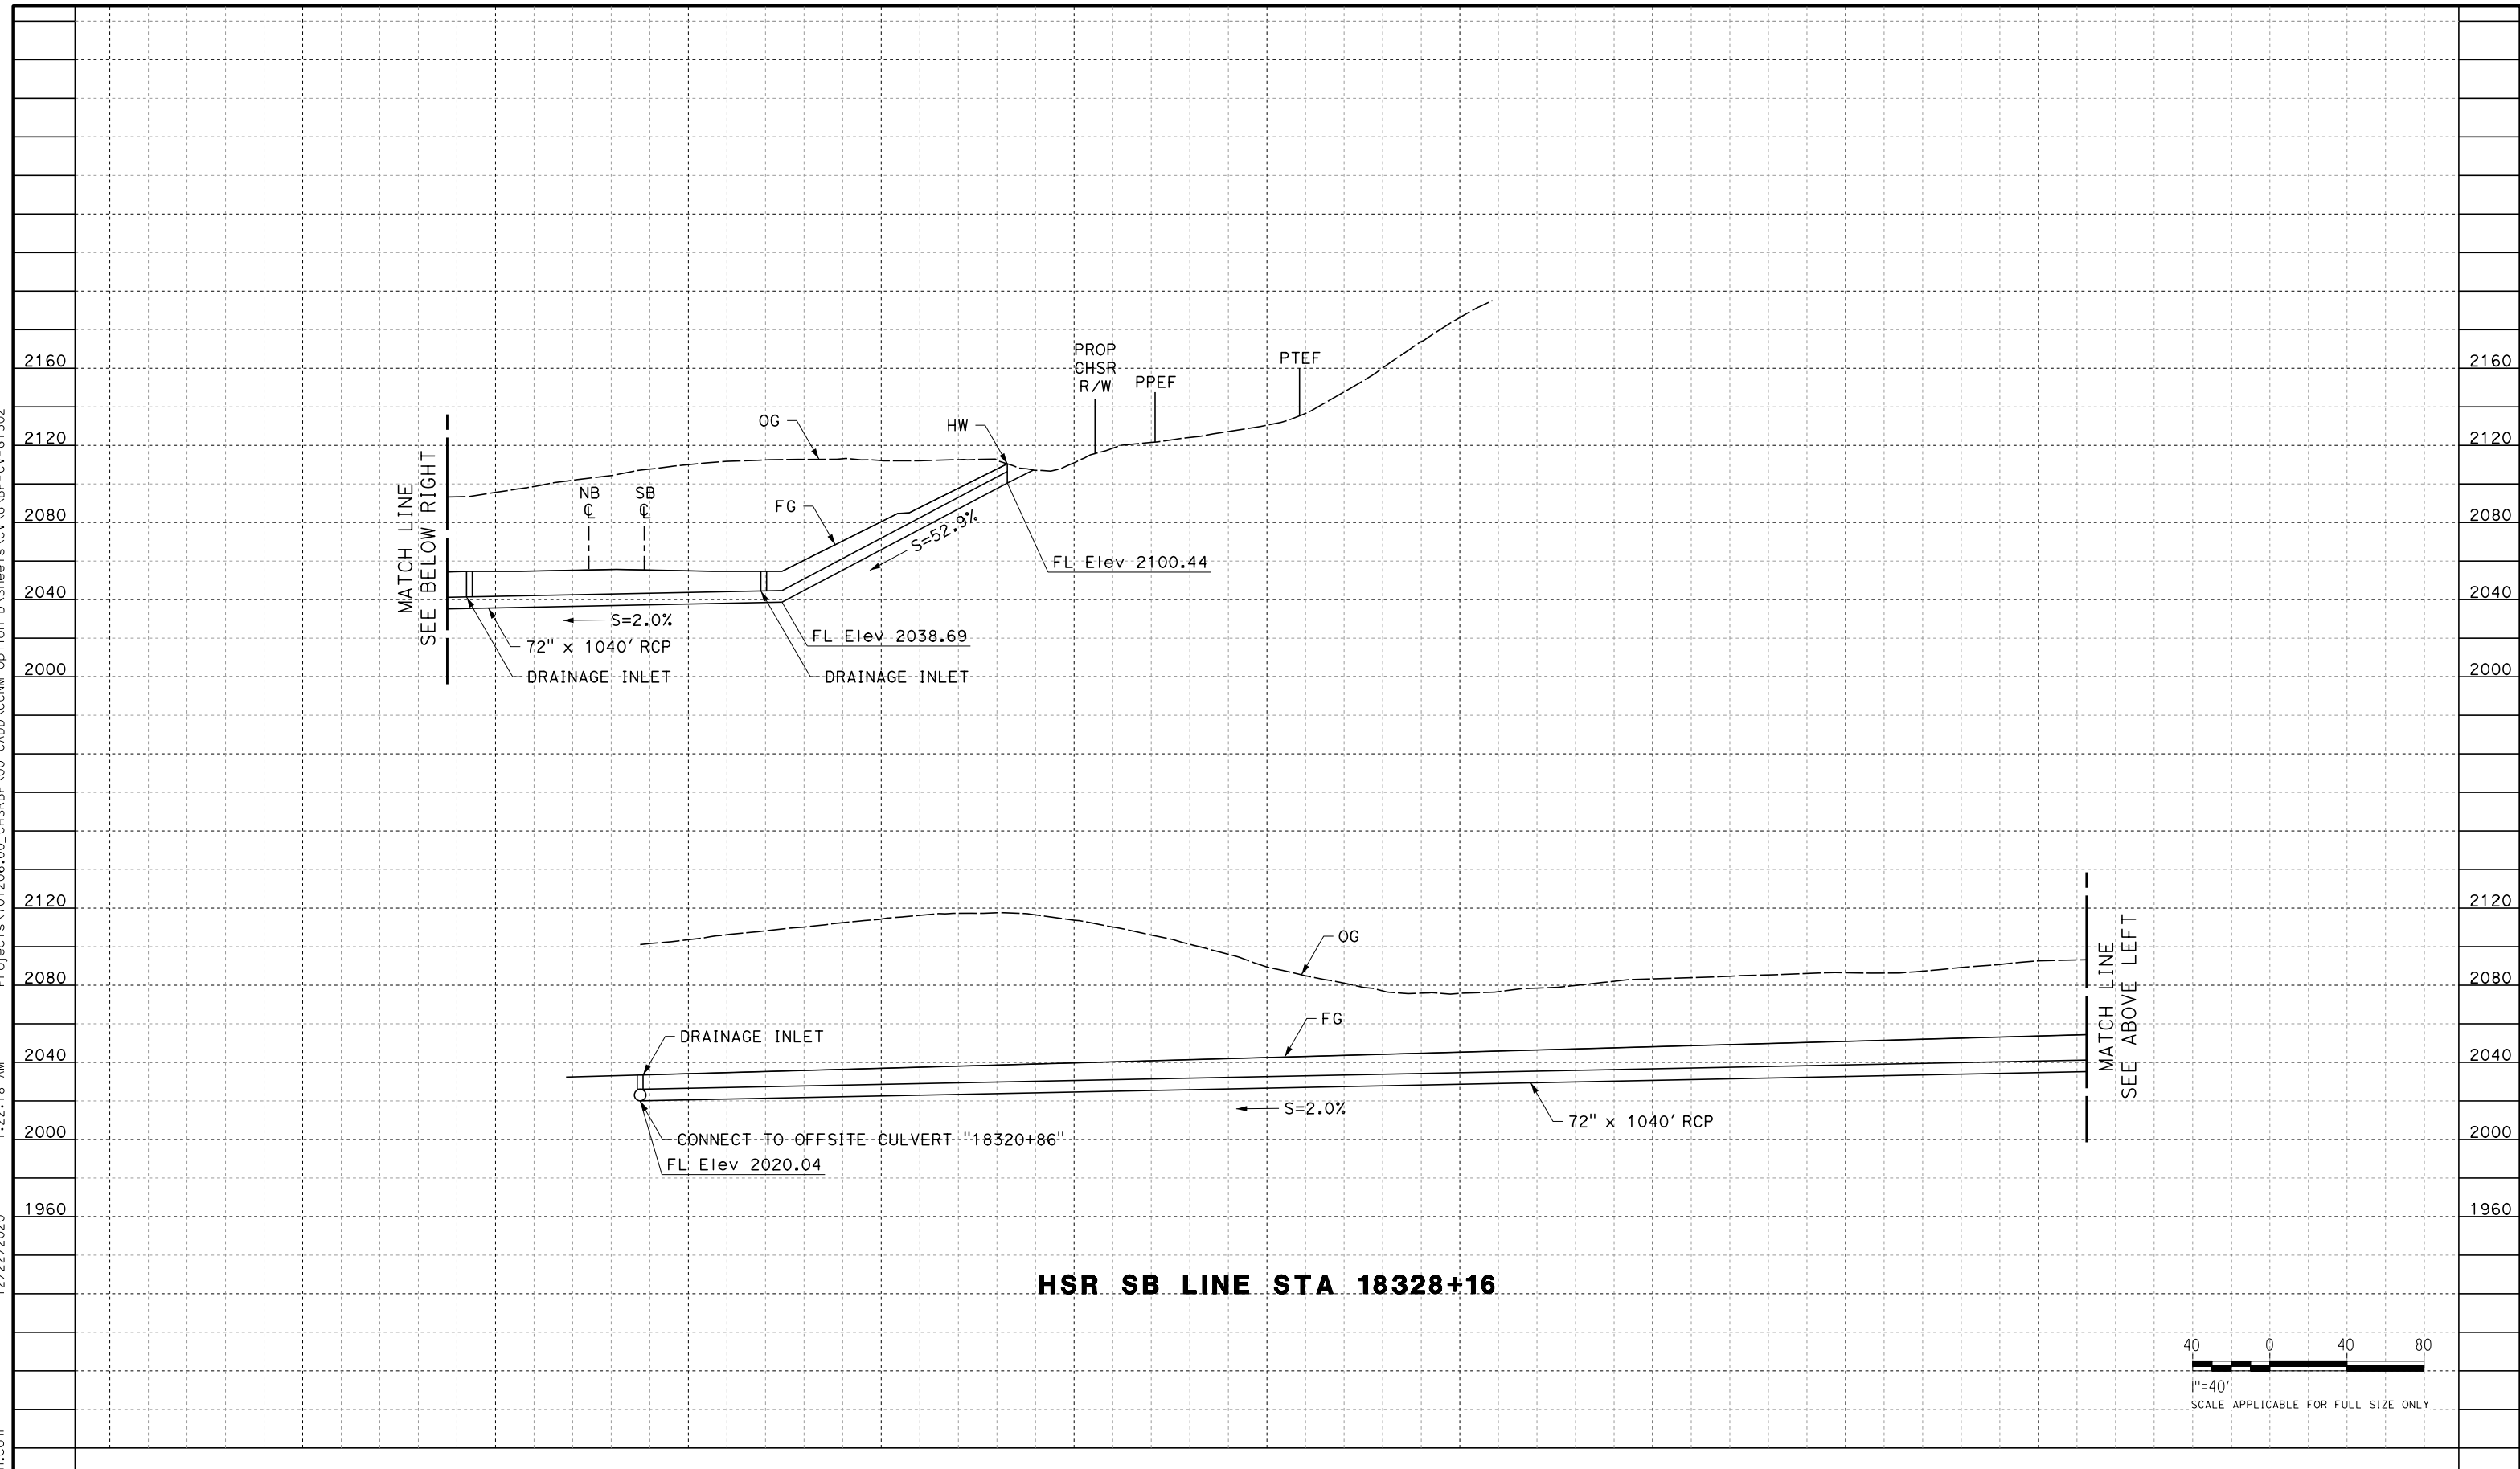 PROP
CHSR
R/W
PPEF
PTEF
2160
2160
OG
HW
2120
2120
MATCH LINE
SEE BELOW RIGHT
NB
℄
SB
℄
FG
2080
2080
S=52.9%
FL Elev 2100.44
2040
2040
S=2.0%
FL Elev 2038.69
72" x 1040' RCP
2000
DRAINAGE INLET
DRAINAGE INLET
2000
2120
2120
OG
MATCH LINE
SEE ABOVE LEFT
2080
2080
FG
DRAINAGE INLET
2040
2040
S=2.0%
72" x 1040' RCP
2000
CONNECT TO OFFSITE CULVERT "18320+86"
2000
FL Elev 2020.04
1960
1960
HSR SB LINE STA 18328+16
40 0 40 80
1"=40'
SCALE APPLICABLE FOR FULL SIZE ONLY